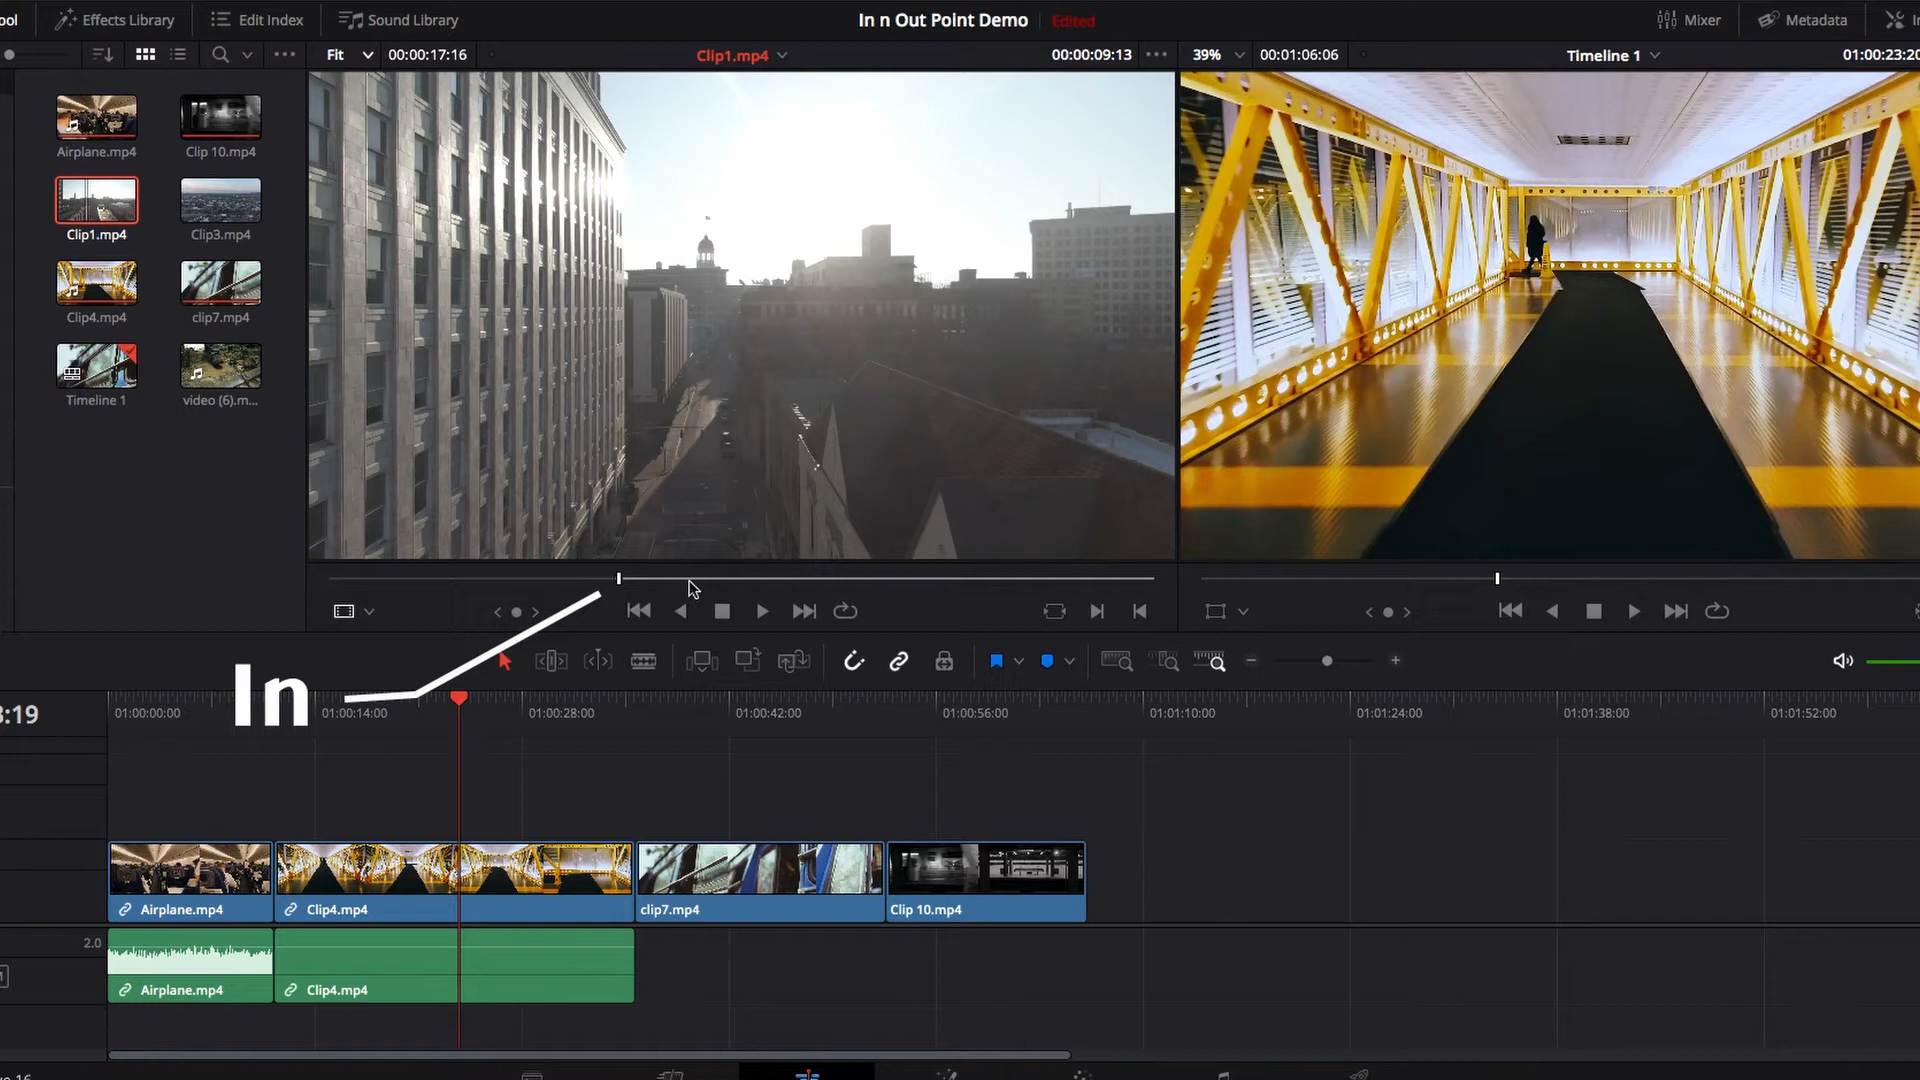 ool
Effects Library
Edit Index
Sound Library
In n Out Point Demo
Edited
Mixer
Metadata
Fit
00:00:17:16
Clip1.mp4
00:00:09:13
39%
00:01:06:06
Timeline 1
01:00:23:20
Airplane.mp4
Clip 10.mp4
Clip1.mp4
Clip3.mp4
Clip4.mp4
clip7.mp4
Timeline 1
video (6).m...
In
3:19
01:00:00:00
01:00:14:00
01:00:28:00
01:00:42:00
01:00:56:00
01:01:10:00
01:01:24:00
01:01:38:00
01:01:52:00
Airplane.mp4
Clip4.mp4
clip7.mp4
Clip 10.mp4
2.0
Airplane.mp4
Clip4.mp4